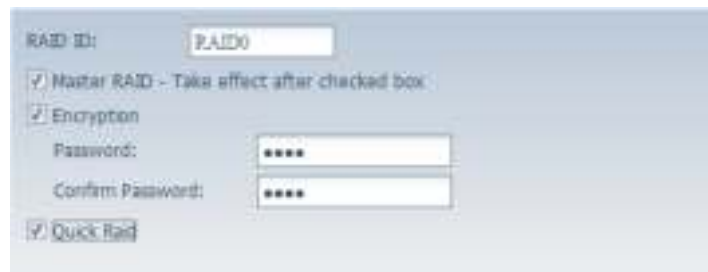 RAID ID: RAID0
Master RAID - Take effect after checked box
Encryption
Password: ••••
Confirm Password: ••••
Quick Raid